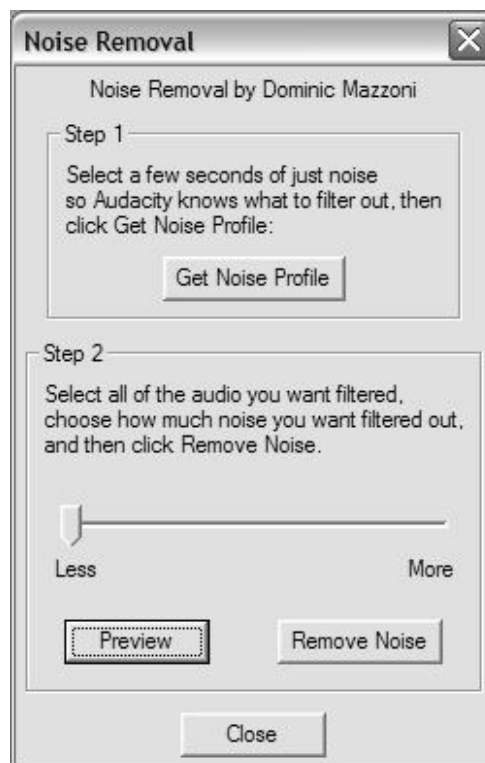 Noise Removal
Noise Removal by Dominic Mazzoni
Step 1
Select a few seconds of just noise
so Audacity knows what to filter out, then
click Get Noise Profile:
Get Noise Profile
Step 2
Select all of the audio you want filtered,
choose how much noise you want filtered out,
and then click Remove Noise.
Less More
Preview Remove Noise
Close